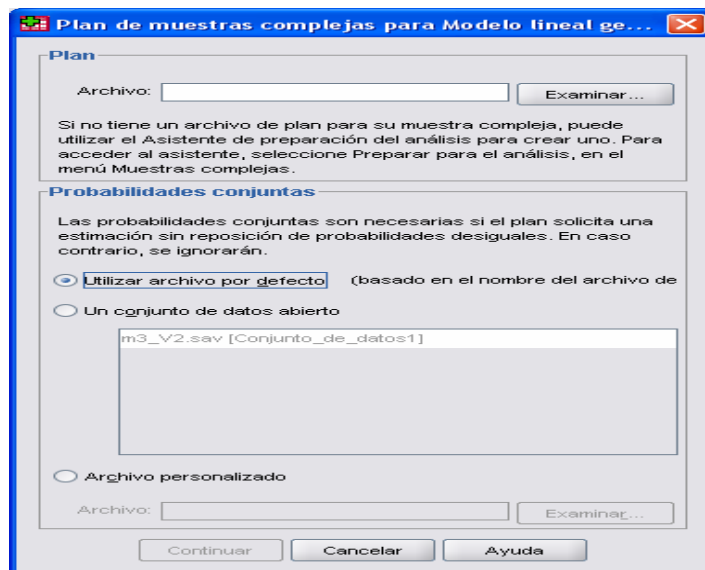 Plan de muestras complejas para Modelo lineal ge...
Plan
Archivo:
Examinar...
Si no tiene un archivo de plan para su muestra compleja, puede
utilizar el Asistente de preparación del análisis para crear uno. Para
acceder al asistente, seleccione Preparar para el análisis, en el
menú Muestras complejas.
Probabilidades conjuntas
Las probabilidades conjuntas son necesarias si el plan solicita una
estimación sin reposición de probabilidades desiguales. En caso
contrario, se ignorarán.
Utilizar archivo por defecto (basado en el nombre del archivo de
Un conjunto de datos abierto
m3_V2.sav [Conjunto_de_datos1]
Archivo personalizado
Archivo:
Examinar...
Continuar Cancelar Ayuda